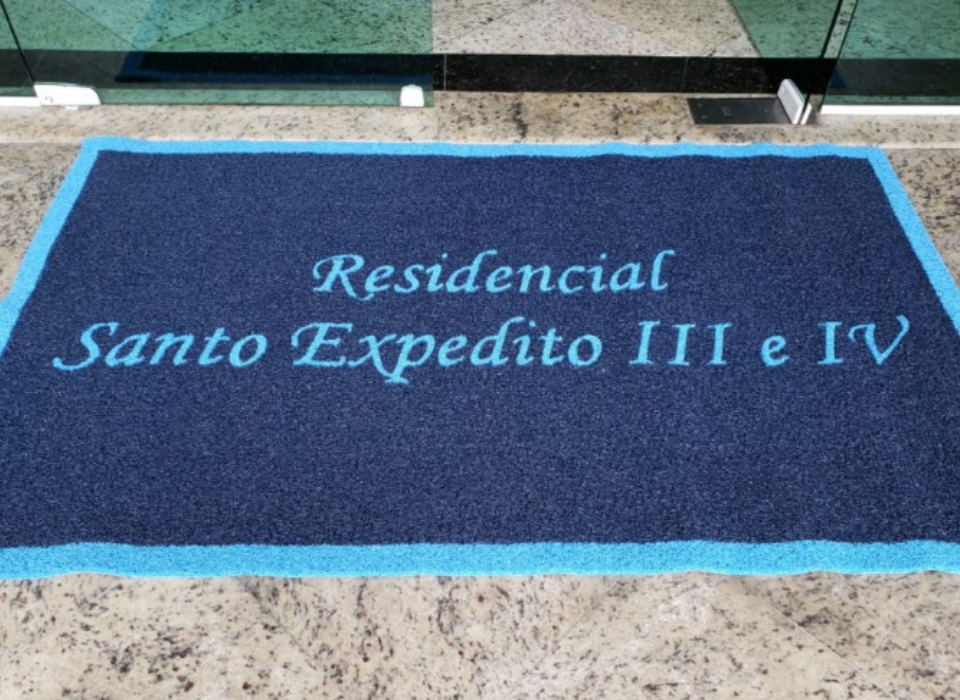 Residencial
Santo Expedito III e IV